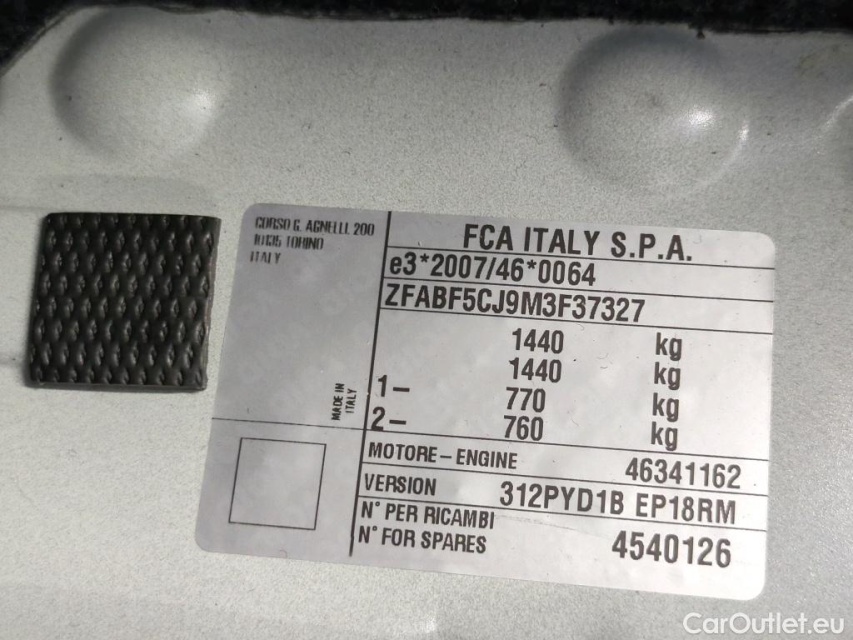 CORSO G. AGNELLI, 200
10135 TORINO
ITALY
MADE IN
ITALY
FCA ITALY S.P.A.
e3*2007/46*0064
ZFABF5CJ9M3F37327
1440 kg
1440 kg
1– 770 kg
2– 760 kg
MOTORE–ENGINE 46341162
VERSION 312PYD1B EP18RM
N° PER RICAMBI
N° FOR SPARES 4540126
CarOutlet.eu